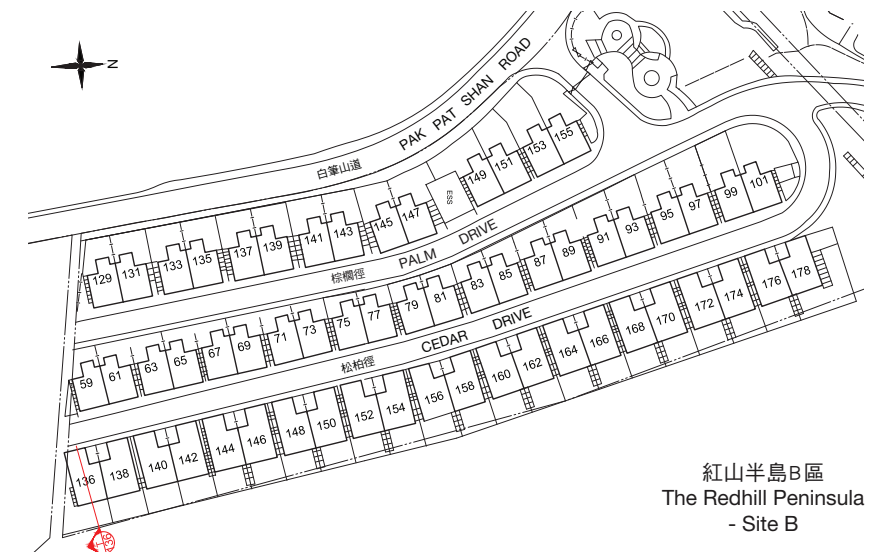 N
白筆山道
PAK PAT SHAN ROAD
129 131 133 135 137 139 141 143 145 147 ESS 149 151 153 155
棕櫚徑
PALM DRIVE
59 61 63 65 67 69 71 73 75 77 79 81 83 85 87 89 91 93 95 97 99 101
松柏徑
CEDAR DRIVE
136 138 140 142 144 146 148 150 152 154 156 158 160 162 164 166 168 170 172 174 176 178
紅山半島B區
The Redhill Peninsula
- Site B